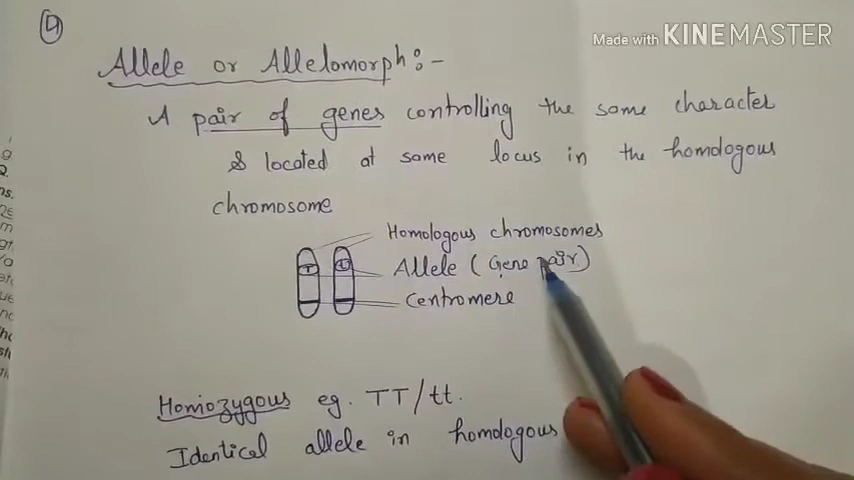 4
Made with KINEMASTER
Allele or Allelomorph:-
A pair of genes controlling the same character
& located at same locus in the homologous
chromosome
Homologous chromosomes
T t Allele (Gene pair)
Centromere
Homozygous eg. TT/tt.
Identical allele in homologous